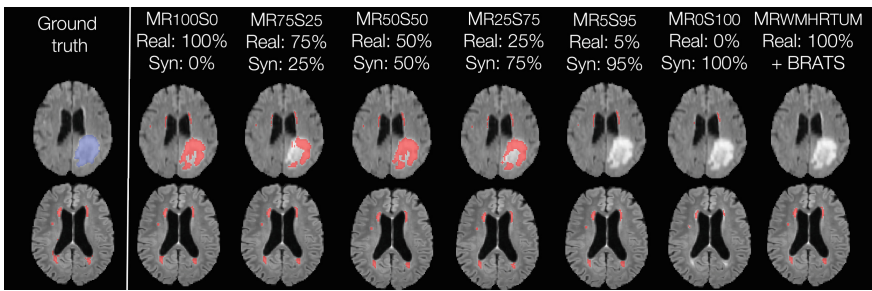 Ground
truth
MR100S0
Real: 100%
Syn: 0%
MR75S25
Real: 75%
Syn: 25%
MR50S50
Real: 50%
Syn: 50%
MR25S75
Real: 25%
Syn: 75%
MR5S95
Real: 5%
Syn: 95%
MR0S100
Real: 0%
Syn: 100%
MRWMHRTUM
Real: 100%
+ BRATS